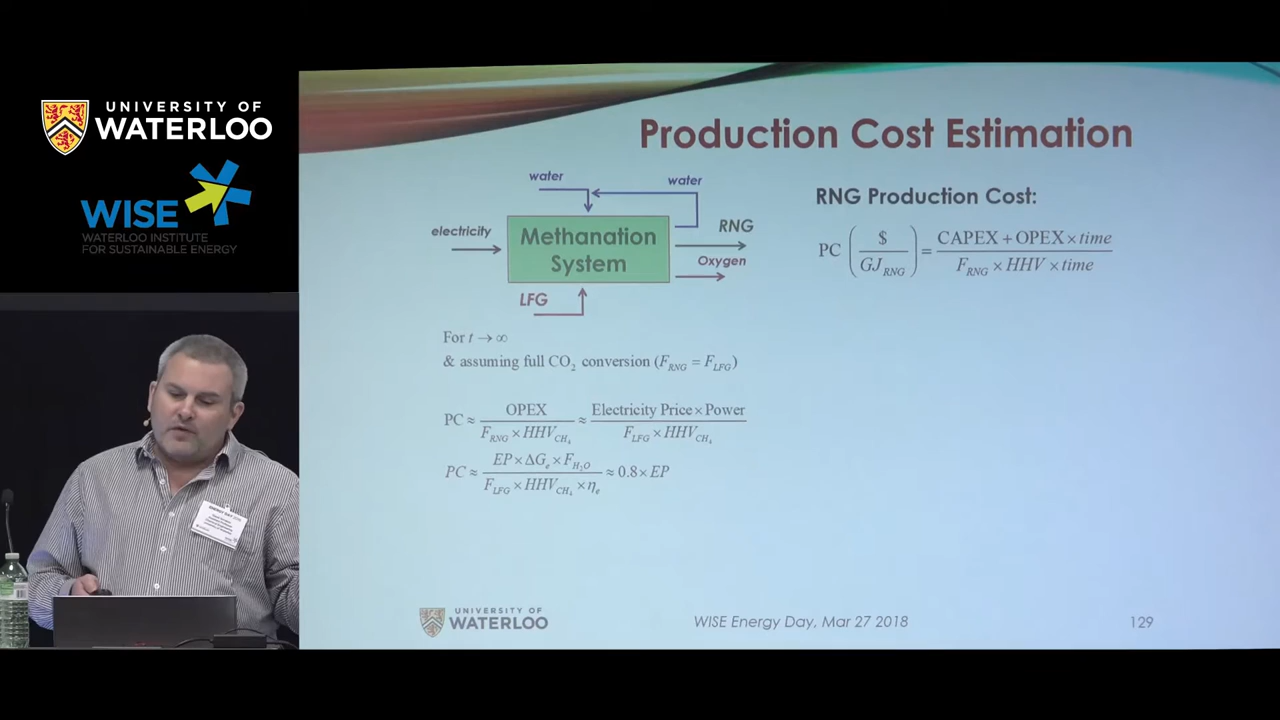 UNIVERSITY OF
WATERLOO
WISE
WATERLOO INSTITUTE
FOR SUSTAINABLE ENERGY
Production Cost Estimation
water
water
electricity
Methanation
System
RNG
Oxygen
LFG
RNG Production Cost:
PC ($/GJ_RNG) = (CAPEX + OPEX × time)/(F_RNG × HHV × time)
For t → ∞
& assuming full CO₂ conversion (F_RNG = F_LFG)
PC ≈ OPEX/(F_RNG × HHV_CH₄) ≈ (Electricity Price × Power)/(F_LFG × HHV_CH₄)
PC ≈ (EP × ΔG_e × F_H₂O)/(F_LFG × HHV_CH₄ × η_e) ≈ 0.8 × EP
UNIVERSITY OF
WATERLOO
WISE Energy Day, Mar 27 2018
129
ENERGY DAY